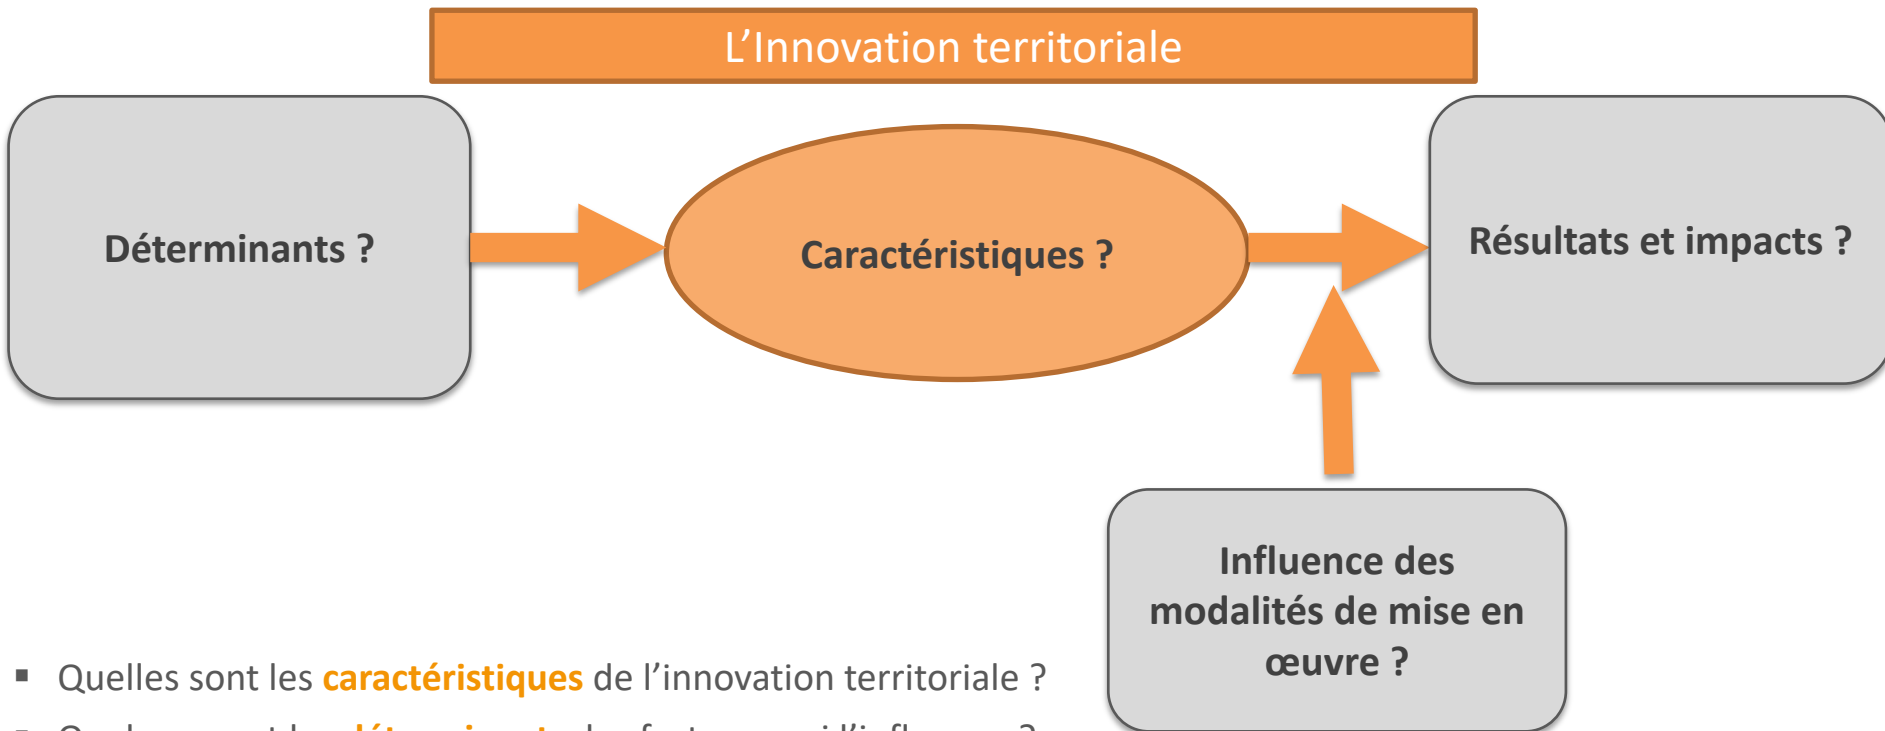 L’Innovation territoriale
Déterminants ?
Caractéristiques ?
Résultats et impacts ?
Influence des
modalités de mise en
œuvre ?
▪ Quelles sont les caractéristiques de l’innovation territoriale ?